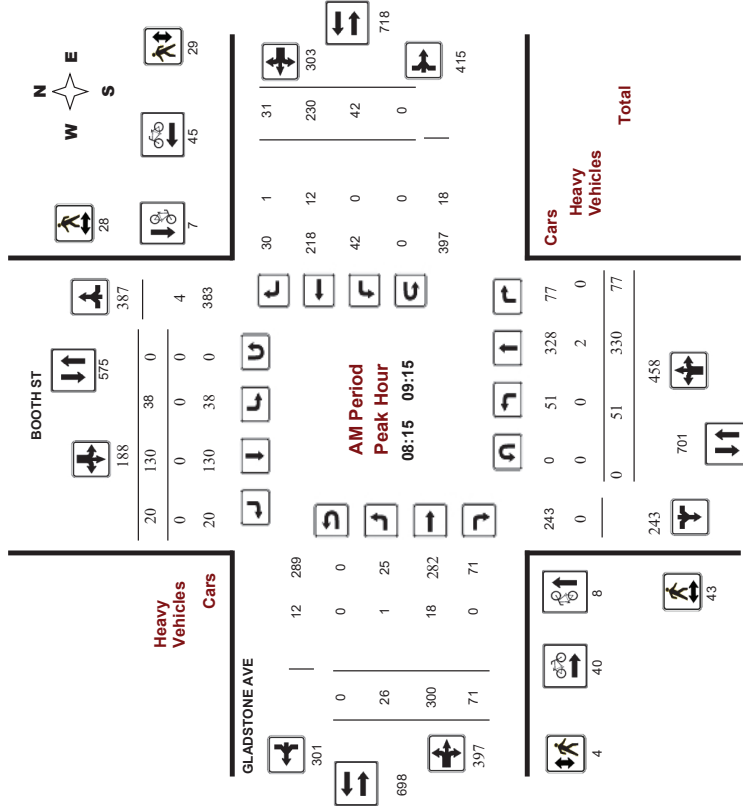 N
W E
S
28
29
7
45
BOOTH ST
188
575
387
20 130 38 0
0 0 0 0 4
20 130 38 0 383
Heavy
Vehicles
Cars
GLADSTONE AVE
303
718
415
30 1 31
218 12 230
42 0 42
0 0 0
397 18
AM Period
Peak Hour
08:15 09:15
12 289
0 0 0
26 1 25
300 18 282
71 0 71
301
698
397
Cars
Heavy
Vehicles
Total
243 0 51 328 77
0 0 0 2 0
0 51 330 77
243
458
701
4
40
8
43